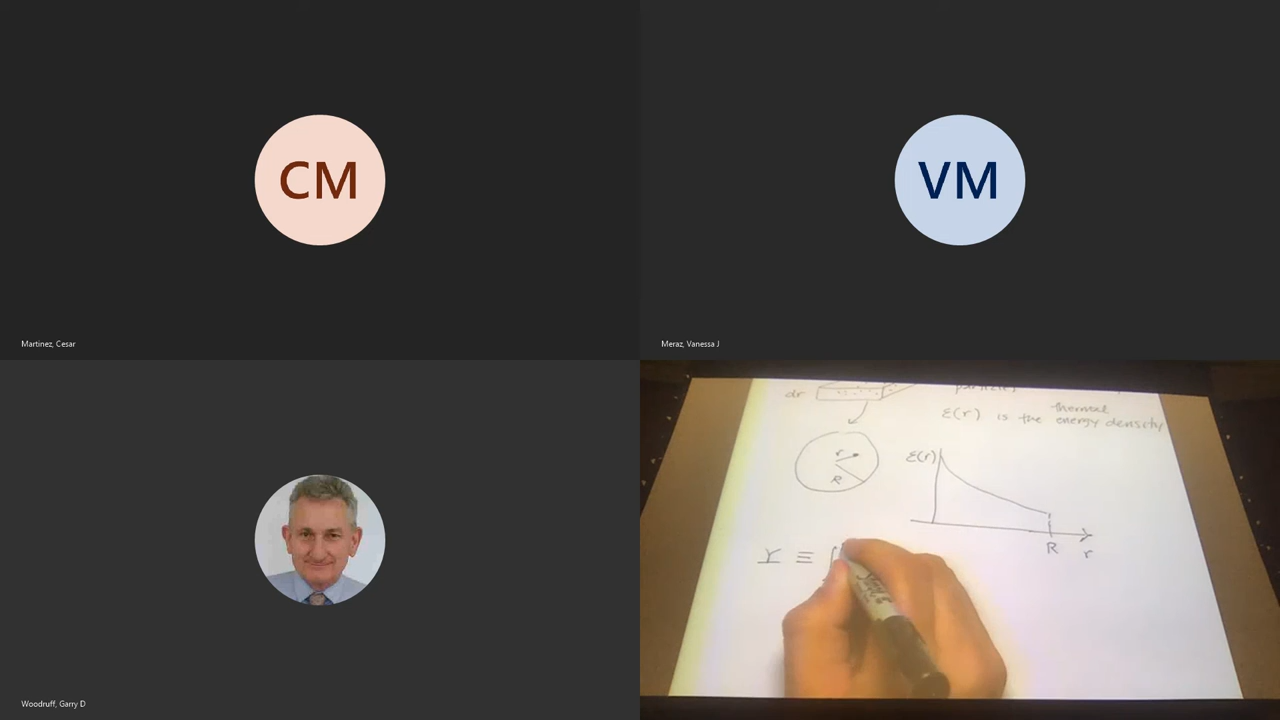 CM
Martinez, Cesar
VM
Meraz, Vanessa J
Woodruff, Garry D
dr
thermal
ε(r) is the energy density
r
R
ε(r)
R
r
≡